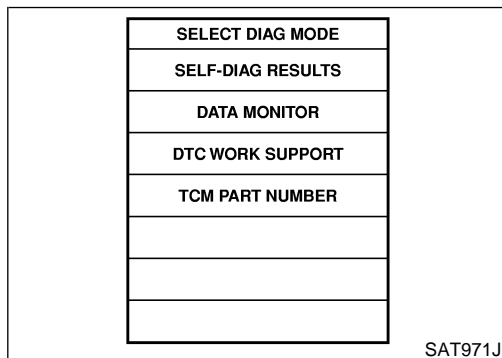 SELECT DIAG MODE
SELF-DIAG RESULTS
DATA MONITOR
DTC WORK SUPPORT
TCM PART NUMBER
SAT971J